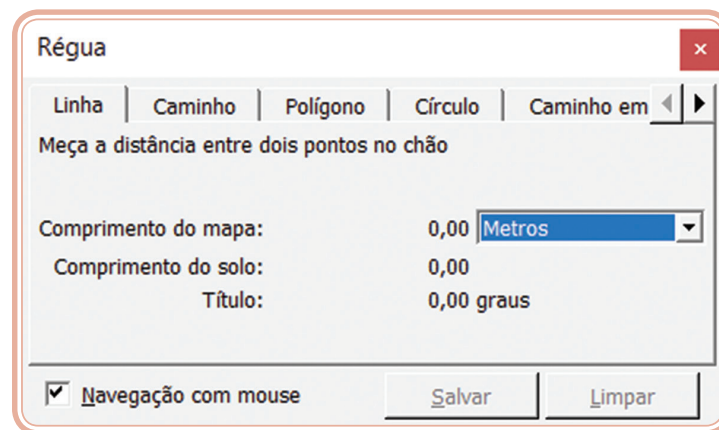 Régua
Linha Caminho Polígono Círculo Caminho em
Meça a distância entre dois pontos no chão
Comprimento do mapa: 0,00 Metros
Comprimento do solo: 0,00
Título: 0,00 graus
Navegação com mouse Salvar Limpar